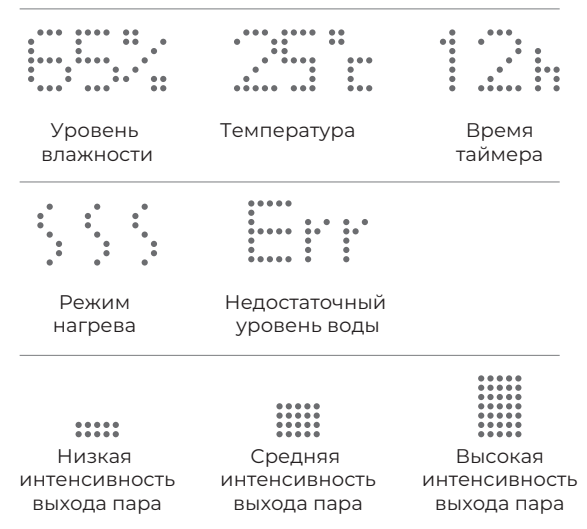 65% 25°c 12h
Уровень влажности
Температура
Время таймера
Err
Режим нагрева
Недостаточный уровень воды
Низкая интенсивность выхода пара
Средняя интенсивность выхода пара
Высокая интенсивность выхода пара